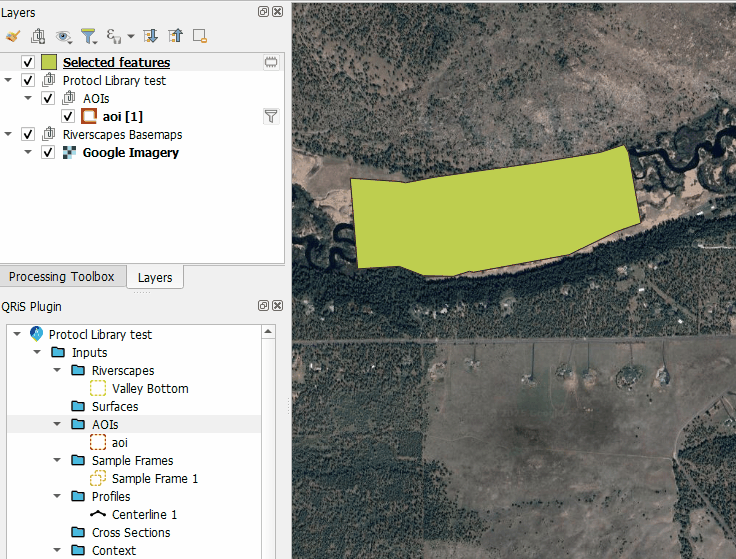 Layers
Selected features
Protocl Library test
AOIs
aoi [1]
Riverscapes Basemaps
Google Imagery
Processing Toolbox
Layers
QRiS Plugin
Protocl Library test
Inputs
Riverscapes
Valley Bottom
Surfaces
AOIs
aoi
Sample Frames
Sample Frame 1
Profiles
Centerline 1
Cross Sections
Context